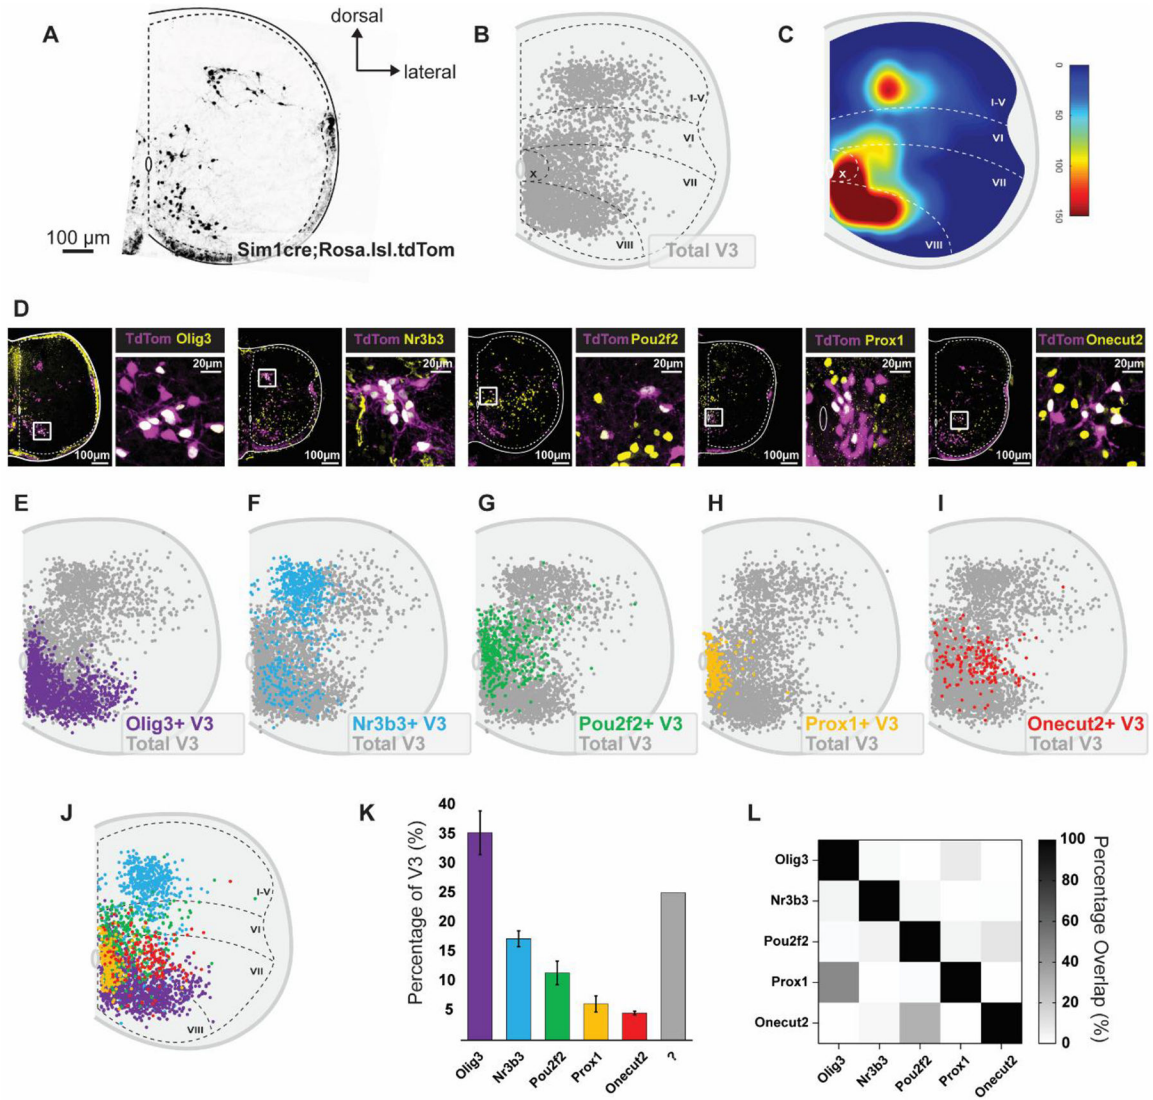 A
dorsal
lateral
100 µm
Sim1cre;Rosa.lsl.tdTom
B
I-V
VI
X
VII
VIII
Total V3
C
I-V
VI
X
VII
VIII
0
50
100
150
D
TdTom Olig3
20µm
100µm
TdTom Nr3b3
20µm
100µm
TdTom Pou2f2
20µm
100µm
TdTom Prox1
20µm
100µm
TdTom Onecut2
20µm
100µm
E
Olig3+ V3
Total V3
F
Nr3b3+ V3
Total V3
G
Pou2f2+ V3
Total V3
H
Prox1+ V3
Total V3
I
Onecut2+ V3
Total V3
J
I-V
VI
VII
VIII
K
Percentage of V3 (%)
40
35
30
25
20
15
10
5
Olig3
Nr3b3
Pou2f2
Prox1
Onecut2
?
L
Olig3
Nr3b3
Pou2f2
Prox1
Onecut2
Olig3
Nr3b3
Pou2f2
Prox1
Onecut2
100
80
60
40
20
0
Percentage Overlap (%)